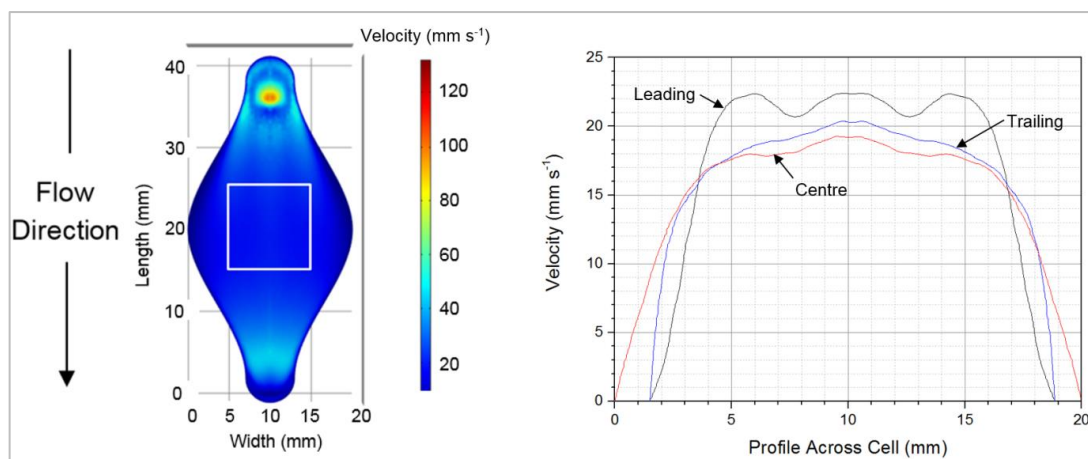 Velocity (mm s⁻¹)
Flow
Direction
Length (mm)
40
30
20
10
0
0 5 10 15 20
Width (mm)
120
100
80
60
40
20
Velocity (mm s⁻¹)
25
20
15
10
5
0
Leading
Trailing
Centre
0 5 10 15 20
Profile Across Cell (mm)